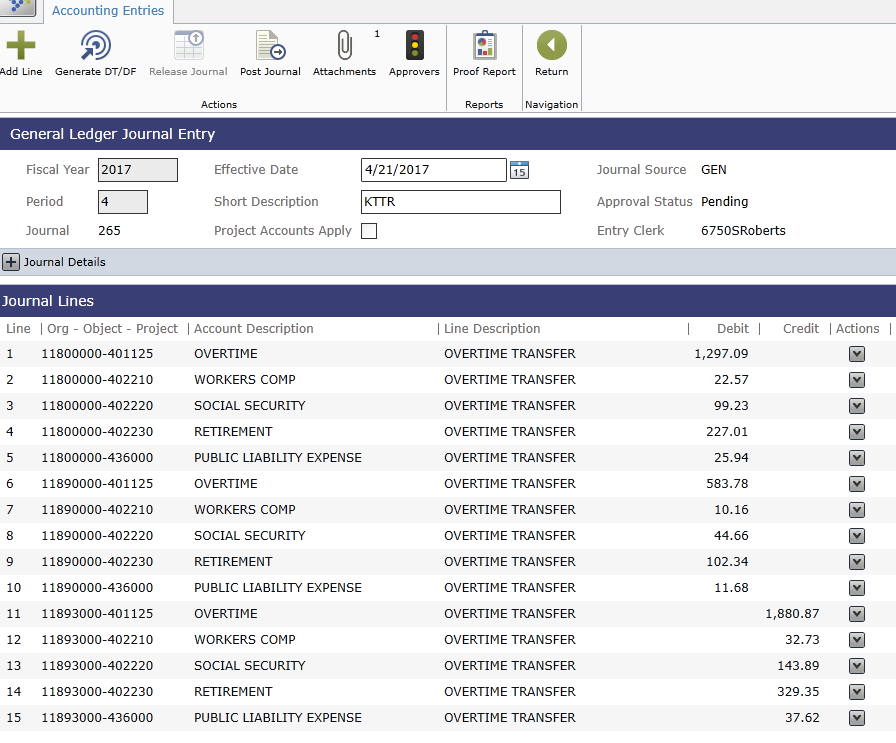 Accounting Entries
1
Add Line Generate DT/DF Release Journal Post Journal Attachments Approvers Proof Report Return
Actions Reports Navigation
General Ledger Journal Entry
Fiscal Year 2017 Effective Date 4/21/2017 15 Journal Source GEN
Period 4 Short Description KTTR Approval Status Pending
Journal 265 Project Accounts Apply Entry Clerk 6750SRoberts
Journal Details
Journal Lines
Line | Org - Object - Project | Account Description | Line Description | Debit | Credit | Actions |
1 11800000-401125 OVERTIME OVERTIME TRANSFER 1,297.09
2 11800000-402210 WORKERS COMP OVERTIME TRANSFER 22.57
3 11800000-402220 SOCIAL SECURITY OVERTIME TRANSFER 99.23
4 11800000-402230 RETIREMENT OVERTIME TRANSFER 227.01
5 11800000-436000 PUBLIC LIABILITY EXPENSE OVERTIME TRANSFER 25.94
6 11890000-401125 OVERTIME OVERTIME TRANSFER 583.78
7 11890000-402210 WORKERS COMP OVERTIME TRANSFER 10.16
8 11890000-402220 SOCIAL SECURITY OVERTIME TRANSFER 44.66
9 11890000-402230 RETIREMENT OVERTIME TRANSFER 102.34
10 11890000-436000 PUBLIC LIABILITY EXPENSE OVERTIME TRANSFER 11.68
11 11893000-401125 OVERTIME OVERTIME TRANSFER 1,880.87
12 11893000-402210 WORKERS COMP OVERTIME TRANSFER 32.73
13 11893000-402220 SOCIAL SECURITY OVERTIME TRANSFER 143.89
14 11893000-402230 RETIREMENT OVERTIME TRANSFER 329.35
15 11893000-436000 PUBLIC LIABILITY EXPENSE OVERTIME TRANSFER 37.62